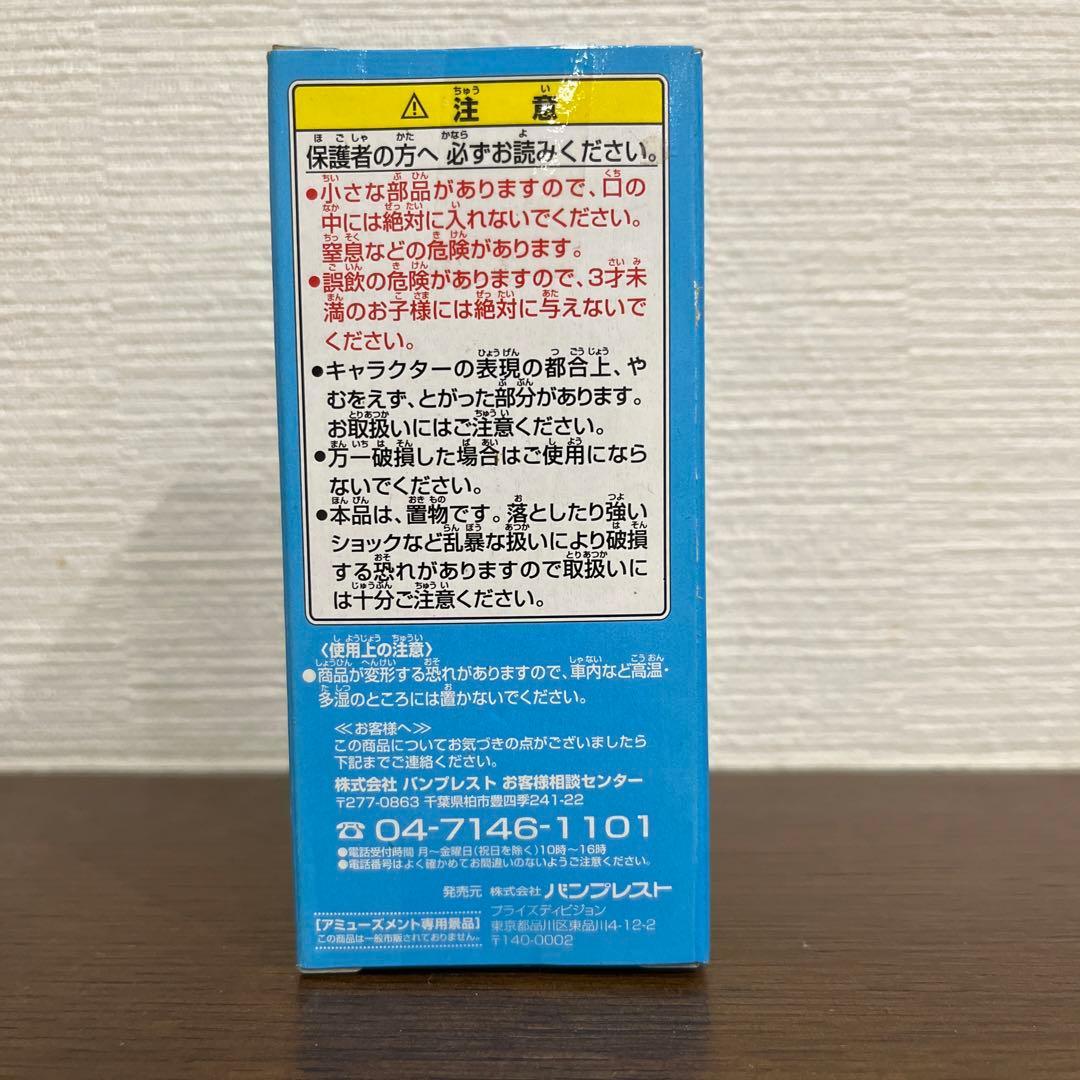 ⚠ 注意
保護者の方へ 必ずお読みください。
●小さな部品がありますので、口の
中には絶対に入れないでください。
窒息などの危険があります。
●誤飲の危険がありますので、3才未
満のお子様には絶対に与えないで
ください。
●キャラクターの表現の都合上、や
むをえず、とがった部分があります。
お取扱いにはご注意ください。
●万一破損した場合はご使用になら
ないでください。
●本品は、置物です。落としたり強い
ショックなど乱暴な扱いにより破損
する恐れがありますので取扱いに
は十分ご注意ください。
〈使用上の注意〉
●商品が変形する恐れがありますので、車内など高温・
多湿のところには置かないでください。
≪お客様へ≫
この商品についてお気づきの点がございましたら
下記までご連絡ください。
株式会社 バンプレスト お客様相談センター
〒277-0863 千葉県柏市豊四季241-22
☎ 04-7146-1101
●電話受付時間 月〜金曜日(祝日を除く)10時〜16時
●電話番号はよく確かめてお間違いのないようご注意ください。
発売元 株式会社 バンプレスト
プライズディビジョン
東京都品川区東品川4-12-2
〒140-0002
[アミューズメント専用景品]
この商品は一般市販されておりません。